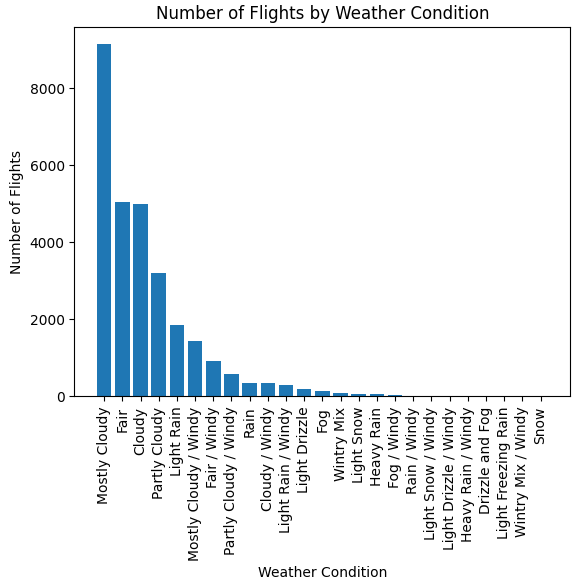 Number of Flights by Weather Condition
Number of Flights
8000
6000
4000
2000
0
Mostly Cloudy
Fair
Cloudy
Partly Cloudy
Light Rain
Mostly Cloudy / Windy
Fair / Windy
Partly Cloudy / Windy
Rain
Cloudy / Windy
Light Rain / Windy
Light Drizzle
Fog
Wintry Mix
Light Snow
Heavy Rain
Fog / Windy
Rain / Windy
Light Snow / Windy
Light Drizzle / Windy
Heavy Rain / Windy
Drizzle and Fog
Light Freezing Rain
Wintry Mix / Windy
Snow
Weather Condition